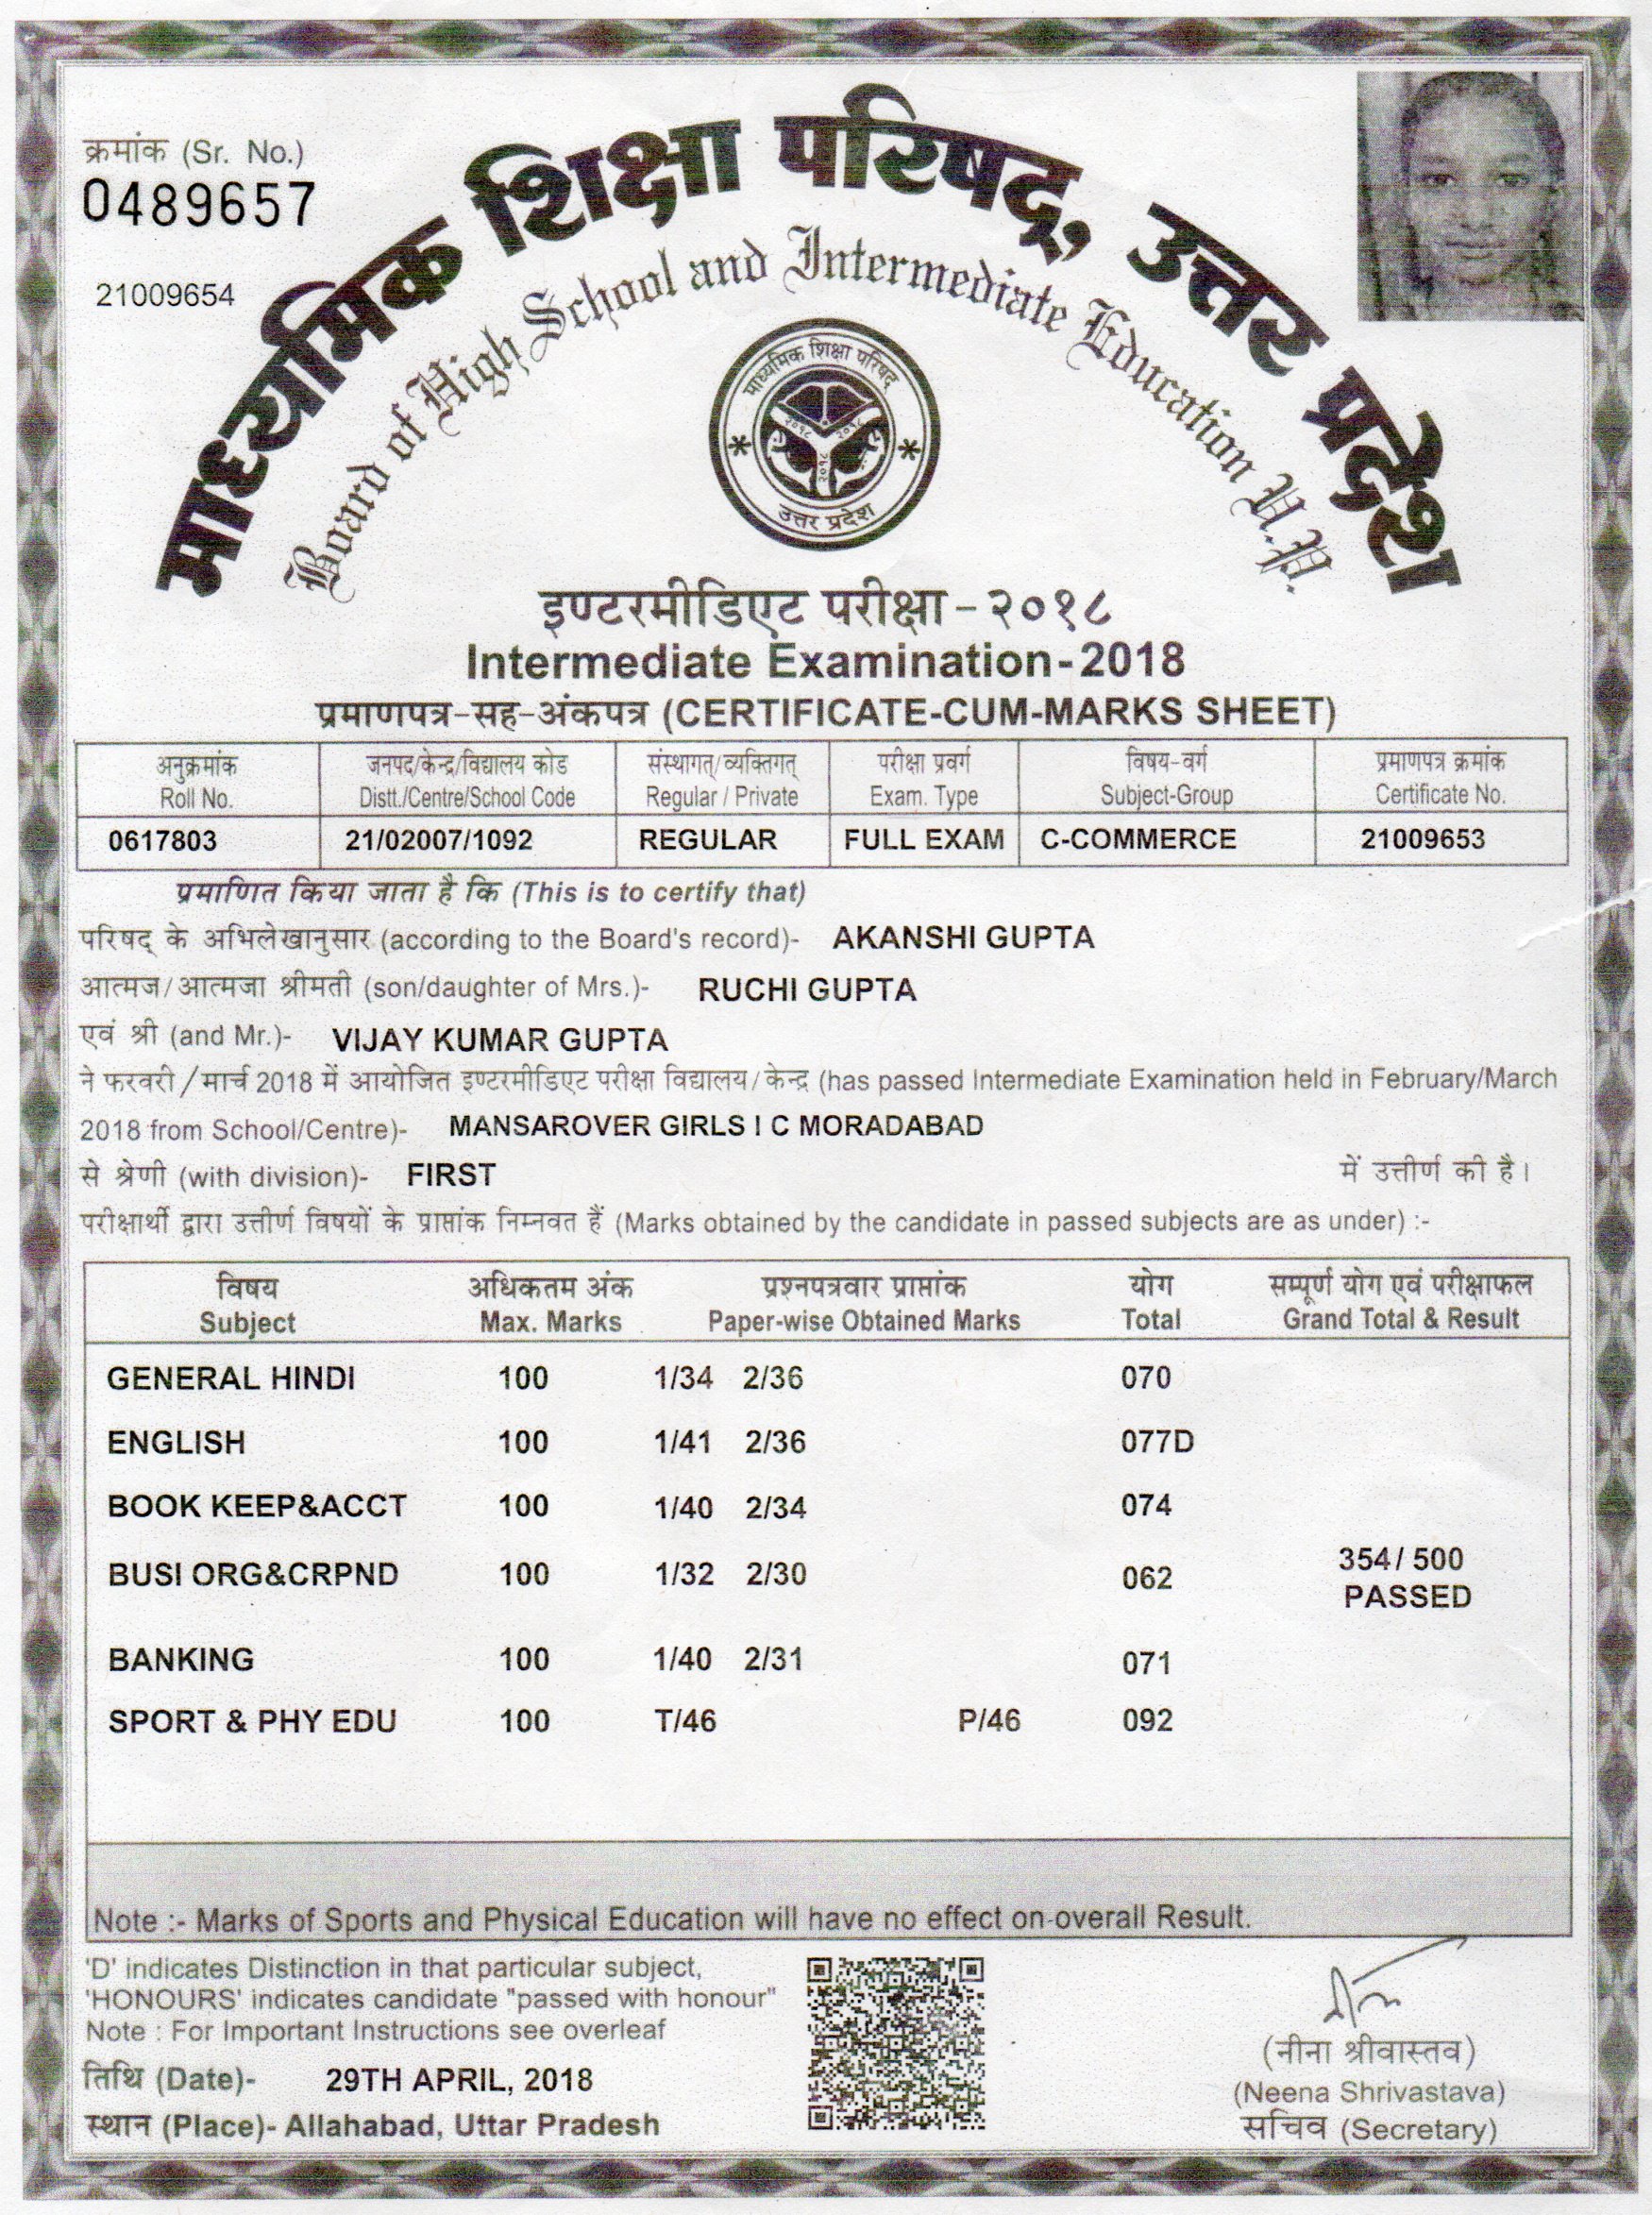 क्रमांक (Sr. No.)
0489657
21009654
माध्यमिक शिक्षा परिषद्, उत्तर प्रदेश
Board of High School and Intermediate Education U.P.
माध्यमिक शिक्षा परिषद्
२०१८ २०१८
२०१८
उत्तर प्रदेश
इण्टरमीडिएट परीक्षा - २०१८
Intermediate Examination - 2018
प्रमाणपत्र-सह-अंकपत्र (CERTIFICATE-CUM-MARKS SHEET)
अनुक्रमांक जनपद/केन्द्र/विद्यालय कोड संस्थागत्/व्यक्तिगत् परीक्षा प्रवर्ग विषय-वर्ग प्रमाणपत्र क्रमांक
Roll No. Distt./Centre/School Code Regular / Private Exam. Type Subject-Group Certificate No.
0617803 21/02007/1092 REGULAR FULL EXAM C-COMMERCE 21009653
प्रमाणित किया जाता है कि (This is to certify that)
परिषद् के अभिलेखानुसार (according to the Board's record)- AKANSHI GUPTA
आत्मज/आत्मजा श्रीमती (son/daughter of Mrs.)- RUCHI GUPTA
एवं श्री (and Mr.)- VIJAY KUMAR GUPTA
ने फरवरी/मार्च 2018 में आयोजित इण्टरमीडिएट परीक्षा विद्यालय/केन्द्र (has passed Intermediate Examination held in February/March
2018 from School/Centre)- MANSAROVER GIRLS I C MORADABAD
से श्रेणी (with division)- FIRST में उत्तीर्ण की है।
परीक्षार्थी द्वारा उत्तीर्ण विषयों के प्राप्तांक निम्नवत हैं (Marks obtained by the candidate in passed subjects are as under) :-
विषय अधिकतम अंक प्रश्नपत्रवार प्राप्तांक योग सम्पूर्ण योग एवं परीक्षाफल
Subject Max. Marks Paper-wise Obtained Marks Total Grand Total & Result
GENERAL HINDI 100 1/34 2/36 070
ENGLISH 100 1/41 2/36 077D
BOOK KEEP&ACCT 100 1/40 2/34 074
BUSI ORG&CRPND 100 1/32 2/30 062 354/ 500
PASSED
BANKING 100 1/40 2/31 071
SPORT & PHY EDU 100 T/46 P/46 092
Note :- Marks of Sports and Physical Education will have no effect on overall Result.
'D' indicates Distinction in that particular subject,
'HONOURS' indicates candidate "passed with honour"
Note : For Important Instructions see overleaf
तिथि (Date)- 29TH APRIL, 2018
स्थान (Place)- Allahabad, Uttar Pradesh
(नीना श्रीवास्तव)
(Neena Shrivastava)
सचिव (Secretary)